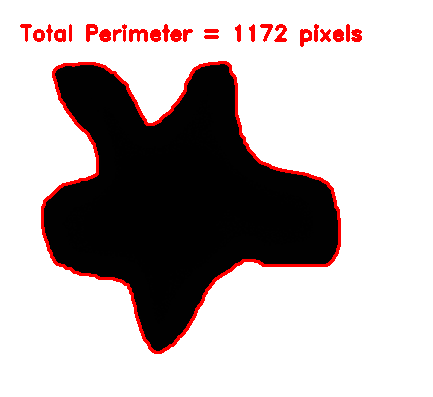 Total Perimeter = 1172 pixels